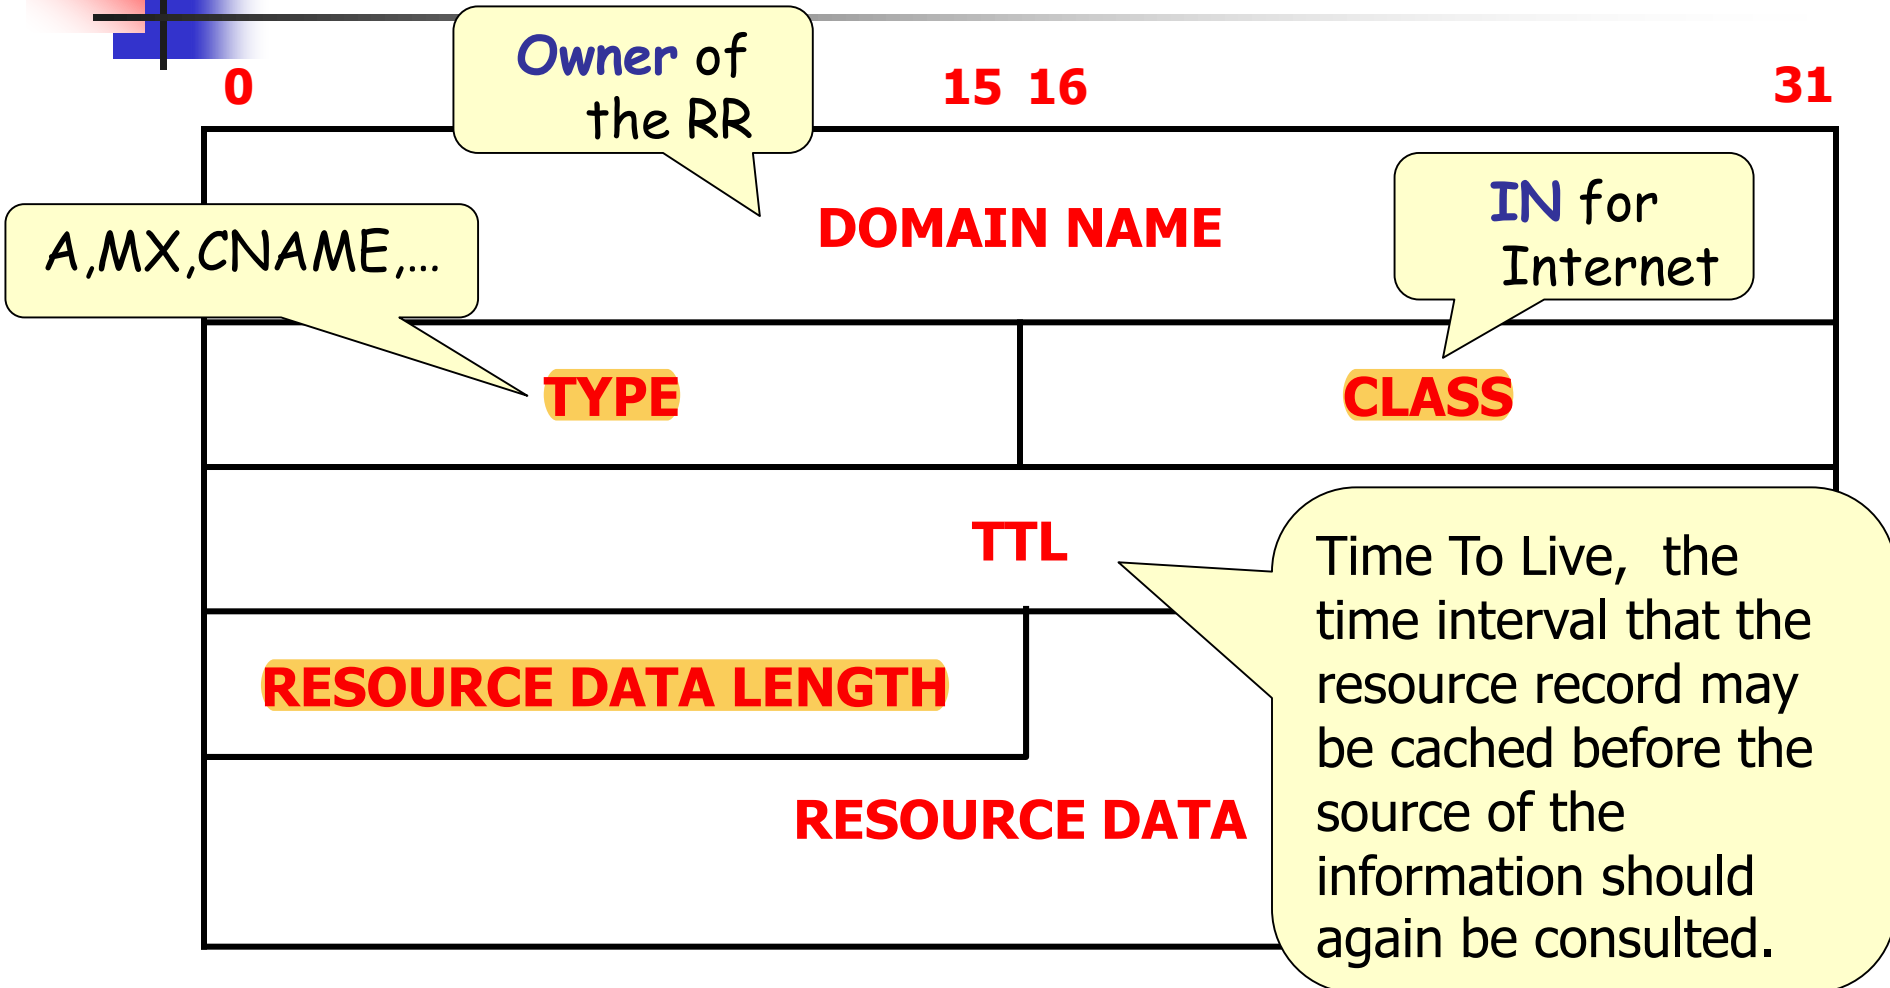 Owner of
the RR
0
15 16
31
DOMAIN NAME
IN for
Internet
A,MX,CNAME,...
TYPE
CLASS
TTL
Time To Live, the
time interval that the
resource record may
be cached before the
source of the
information should
again be consulted.
RESOURCE DATA LENGTH
RESOURCE DATA